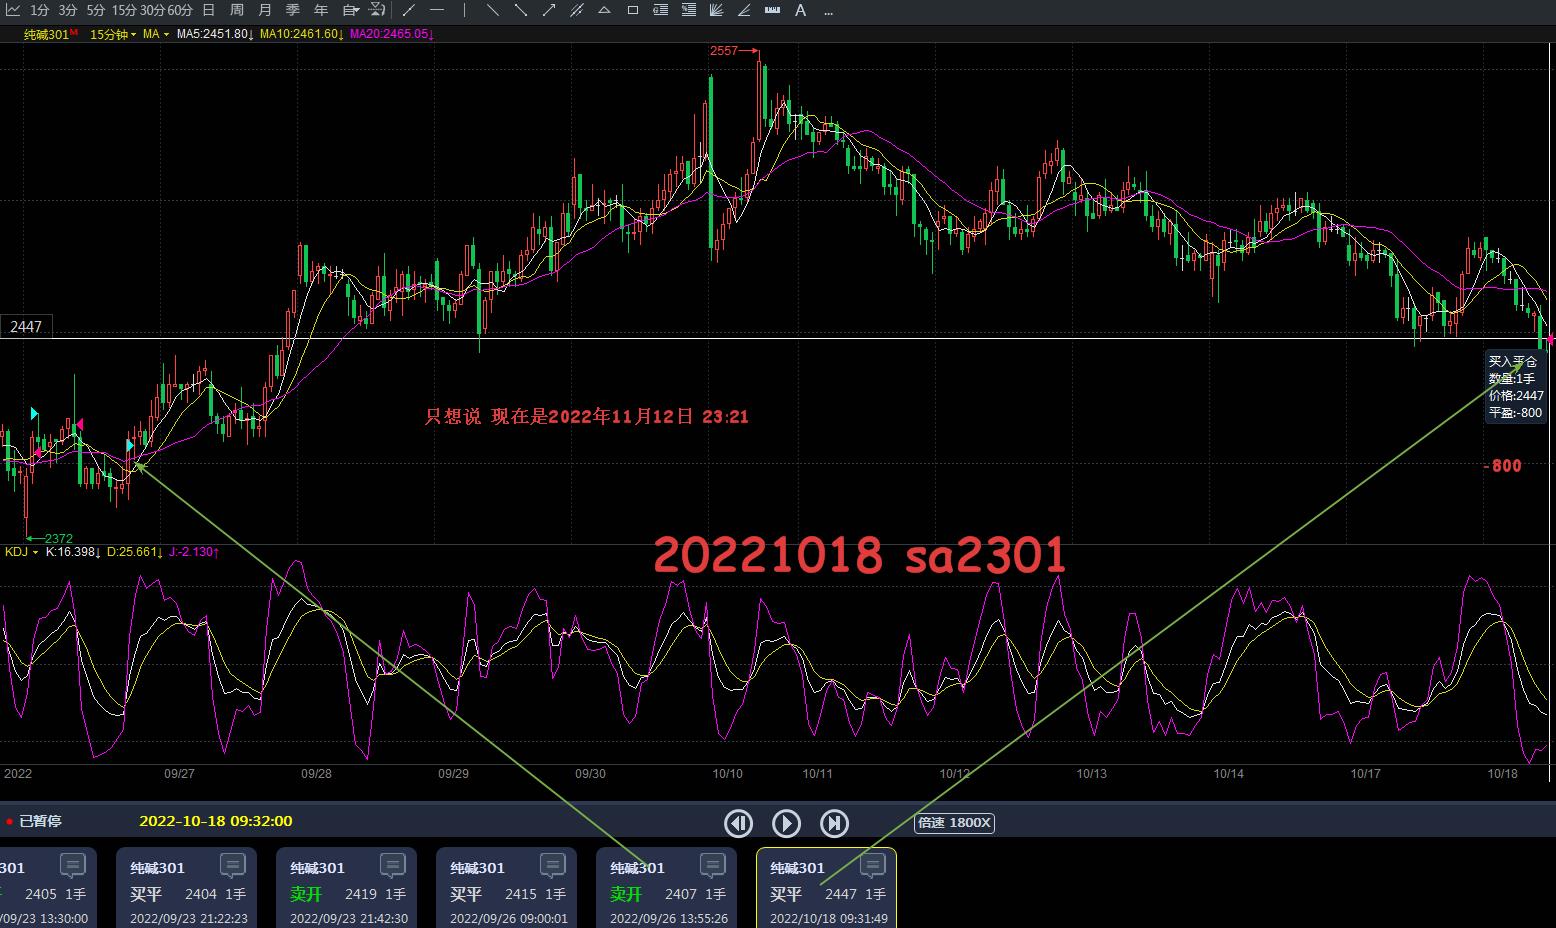 1分 3分 5分 15分 30分 60分 日 周 月 季 年 自 A ...
纯碱301M 15分钟 MA MA5:2451.80↓ MA10:2461.60↓ MA20:2465.05↓
2557
2447
买入平仓
数量:1手
价格:2447
平盈:-800
只想说 现在是2022年11月12日 23:21
-800
2372
20221018 sa2301
KDJ K:16.398↓ D:25.661↓ J:-2.130↑
2022 09/27 09/28 09/29 09/30 10/10 10/11 10/12 10/13 10/14 10/17 10/18
已暂停 2022-10-18 09:32:00 倍速 1800X
301
2405 1手
/09/23 13:30:00
纯碱301
买平 2404 1手
2022/09/23 21:22:23
纯碱301
卖开 2419 1手
2022/09/23 21:42:30
纯碱301
买平 2415 1手
2022/09/26 09:00:01
纯碱301
卖开 2407 1手
2022/09/26 13:55:26
纯碱301
买平 2447 1手
2022/10/18 09:31:49